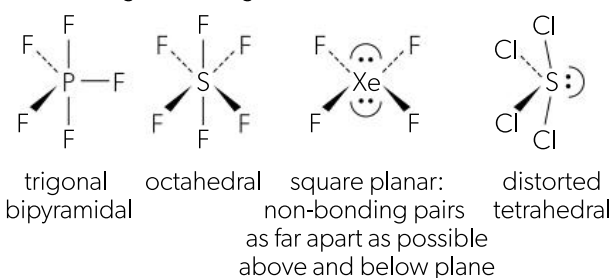 F
F
P
F
F
F
F
F
F
S
F
F
F
F
F
Xe
F
F
Cl
Cl
S
Cl
Cl
trigonal
bipyramidal
octahedral
square planar:
non-bonding pairs
as far apart as possible
above and below plane
distorted
tetrahedral